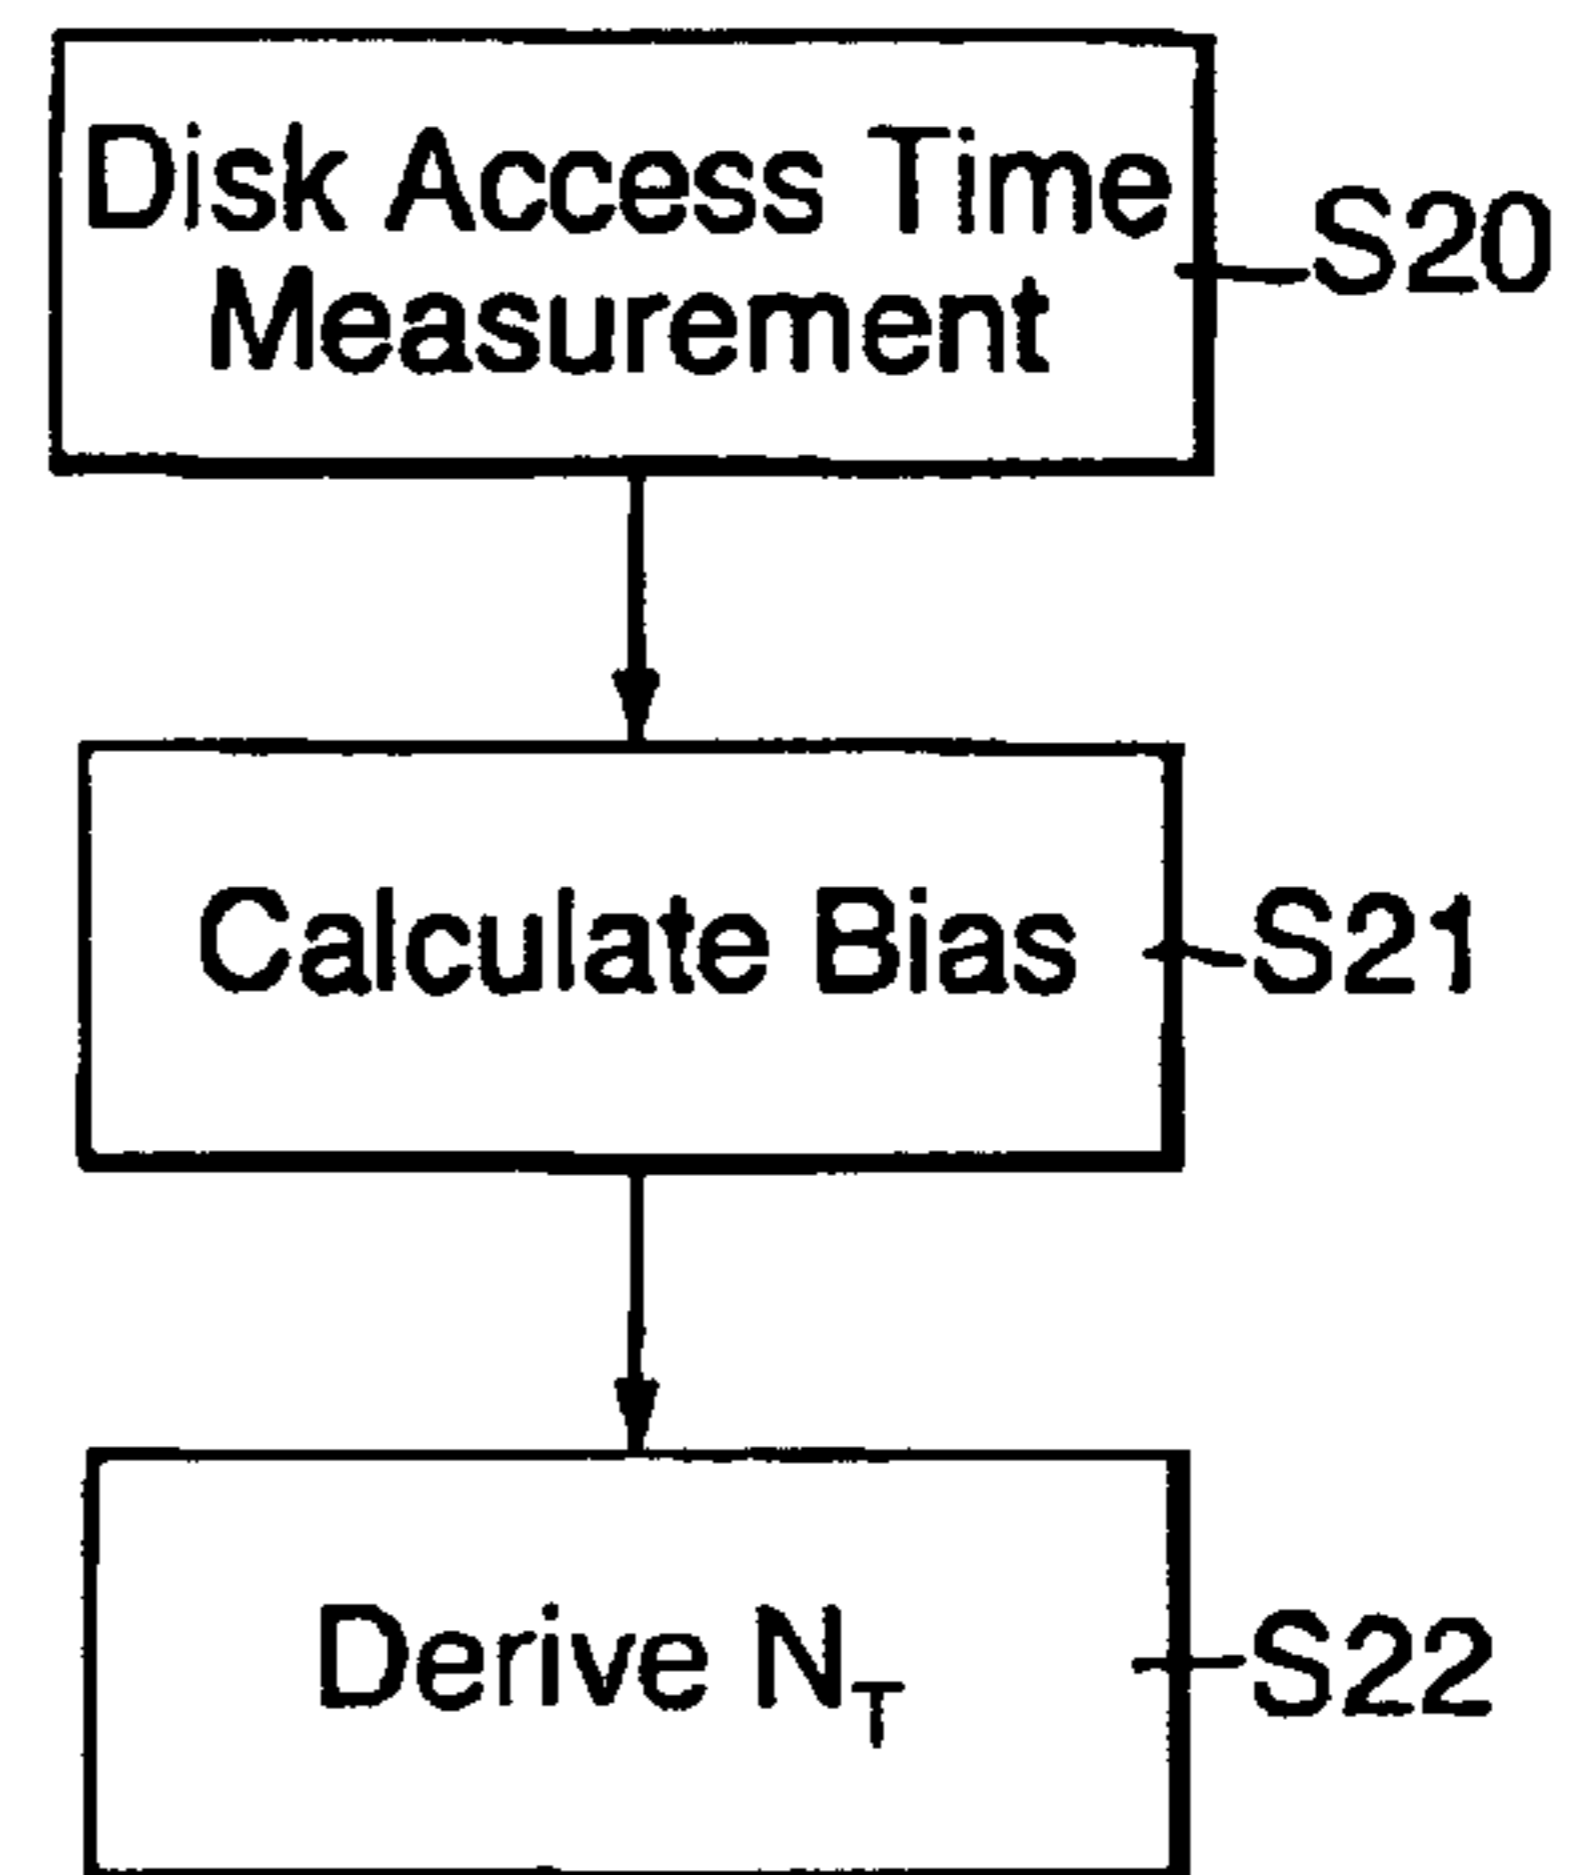 Disk Access Time
Measurement
S20
Calculate Bias
S21
Derive N_T
S22